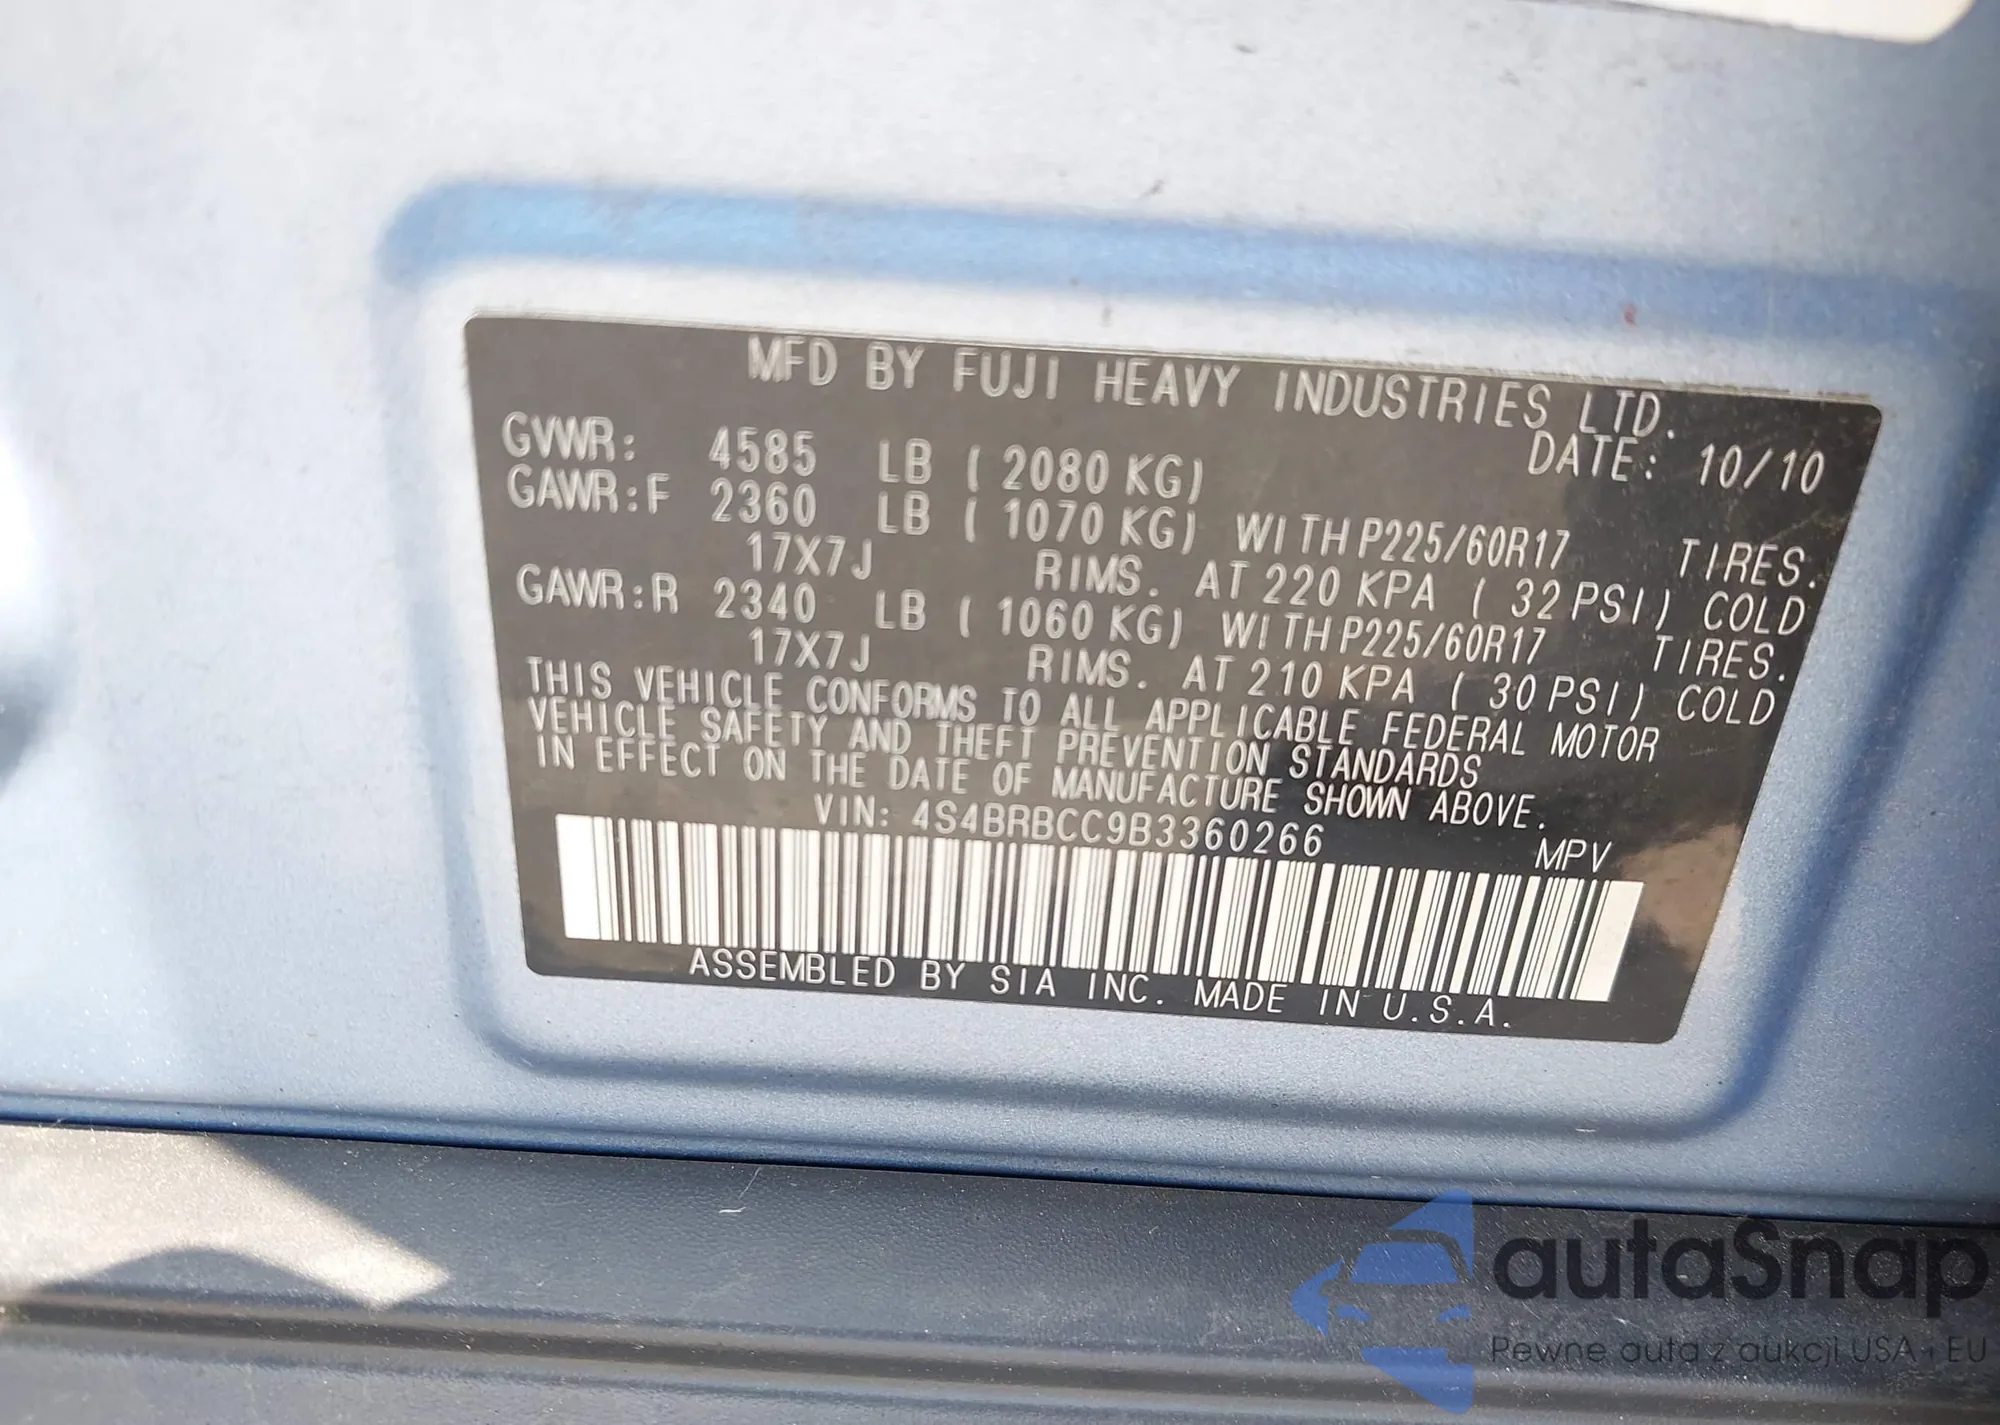 MFD BY FUJI HEAVY INDUSTRIES LTD.
DATE: 10/10
GVWR: 4585 LB ( 2080 KG)
GAWR:F 2360 LB ( 1070 KG) WITH P225/60R17 TIRES.
17X7J RIMS. AT 220 KPA ( 32 PSI) COLD
GAWR:R 2340 LB ( 1060 KG) WITH P225/60R17 TIRES.
17X7J RIMS. AT 210 KPA ( 30 PSI) COLD
THIS VEHICLE CONFORMS TO ALL APPLICABLE FEDERAL MOTOR
VEHICLE SAFETY AND THEFT PREVENTION STANDARDS
IN EFFECT ON THE DATE OF MANUFACTURE SHOWN ABOVE.
VIN: 4S4BRBCC9B3360266
MPV
ASSEMBLED BY SIA INC. MADE IN U.S.A.
autaSnap
Pewne auta z aukcji USA i EU